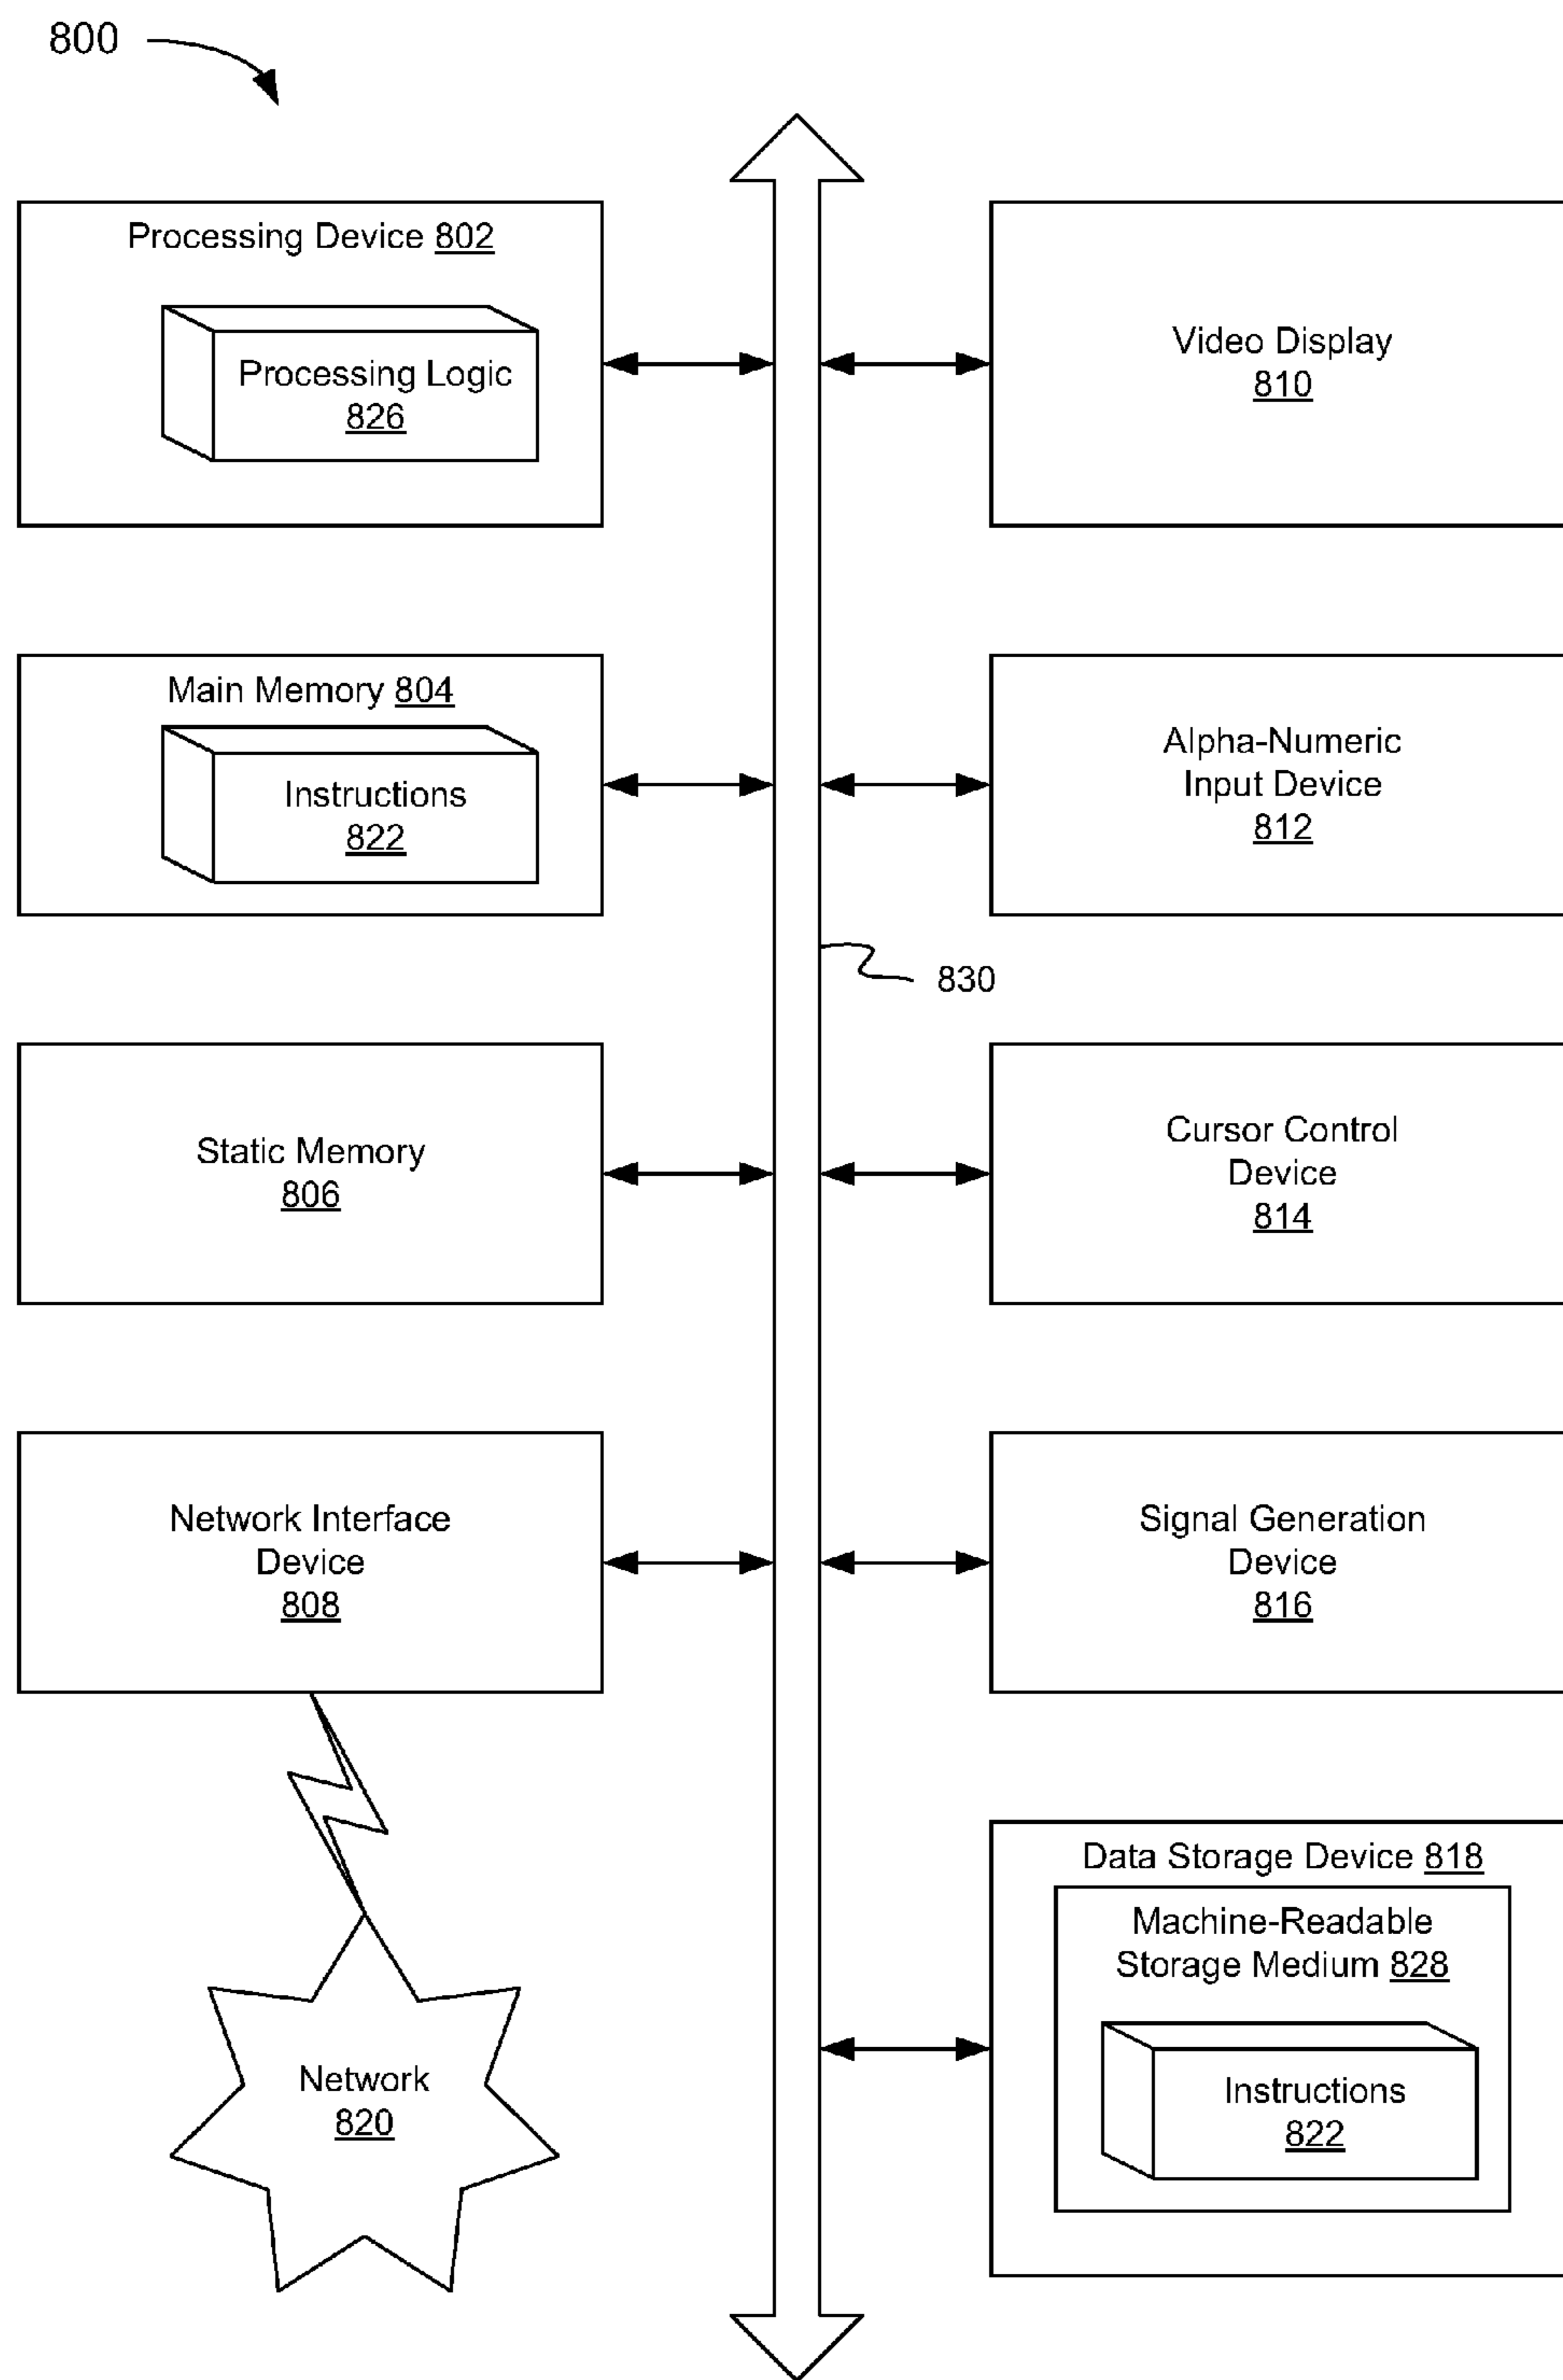 800
Processing Device 802
Processing Logic
826
Video Display
810
Main Memory 804
Instructions
822
Alpha-Numeric
Input Device
812
830
Static Memory
806
Cursor Control
Device
814
Network Interface
Device
808
Signal Generation
Device
816
Data Storage Device 818
Machine-Readable
Storage Medium 828
Instructions
822
Network
820